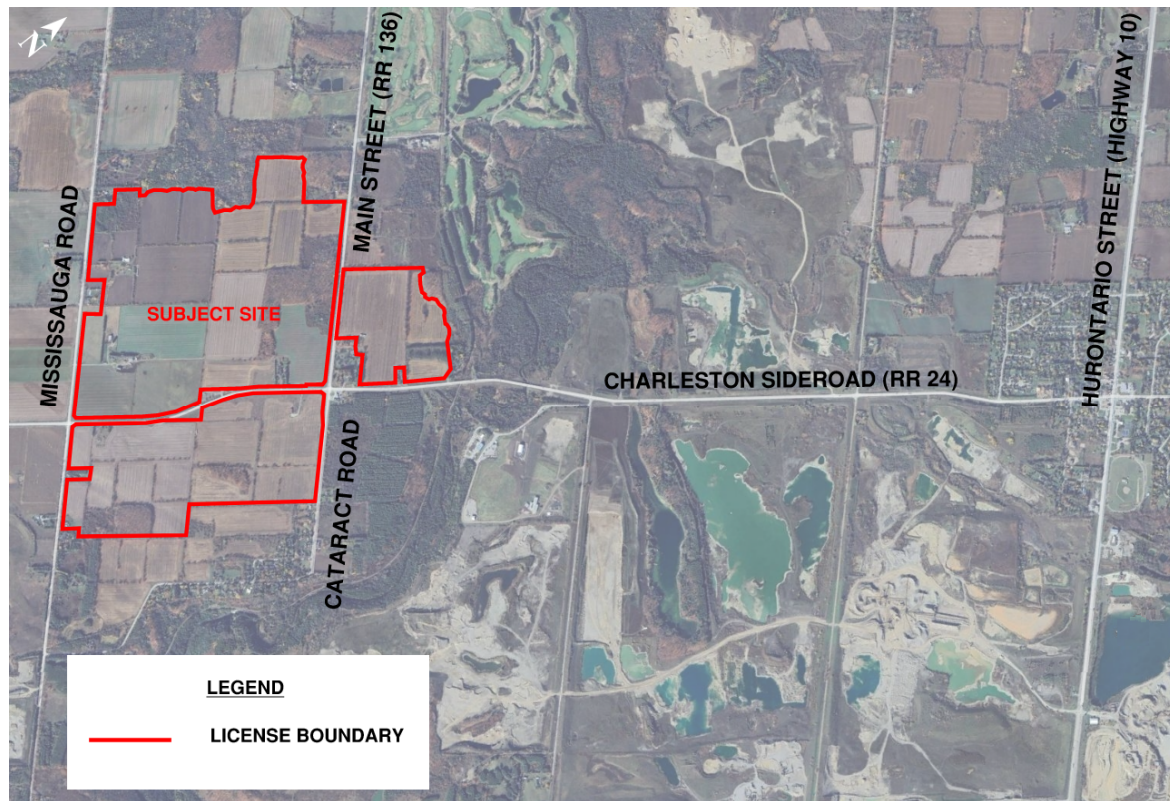 N
MAIN STREET (RR 136)
HURONTARIO STREET (HIGHWAY 10)
MISSISSAUGA ROAD
SUBJECT SITE
CHARLESTON SIDEROAD (RR 24)
CATARACT ROAD
LEGEND
LICENSE BOUNDARY